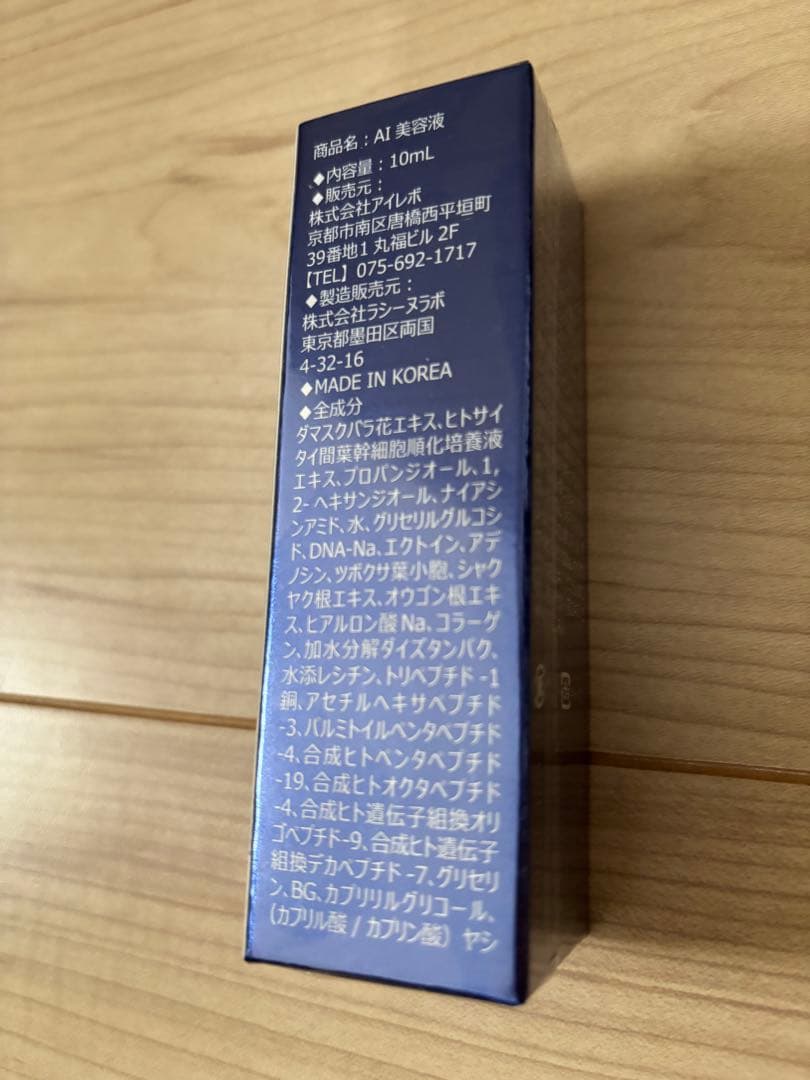 商品名：AI 美容液
◆内容量：10mL
◆販売元：
株式会社アイレボ
京都市南区唐橋西平垣町
39番地1 丸福ビル 2F
【TEL】 075-692-1717
◆製造販売元：
株式会社ラシーヌラボ
東京都墨田区両国
4-32-16
◆MADE IN KOREA
◆全成分
ダマスクバラ花エキス、ヒトサイ
タイ間葉幹細胞順化培養液
エキス、プロパンジオール、1,
2- ヘキサンジオール、ナイアシ
ンアミド、水、グリセリルグルコシ
ド、DNA-Na、エクトイン、アデ
ノシン、ツボクサ葉小胞、シャク
ヤク根エキス、オウゴン根エキ
ス、ヒアルロン酸Na、コラーゲ
ン、加水分解ダイズタンパク、
水添レシチン、トリペプチド-1
銅、アセチルヘキサペプチド
-3、パルミトイルペンタペプチド
-4、合成ヒトペンタペプチド
-19、合成ヒトオクタペプチド
-4、合成ヒト遺伝子組換オリ
ゴペプチド-9、合成ヒト遺伝子
組換デカペプチド-7、グリセリ
ン、BG、カプリリルグリコール、
（カプリル酸 / カプリン酸） ヤシ